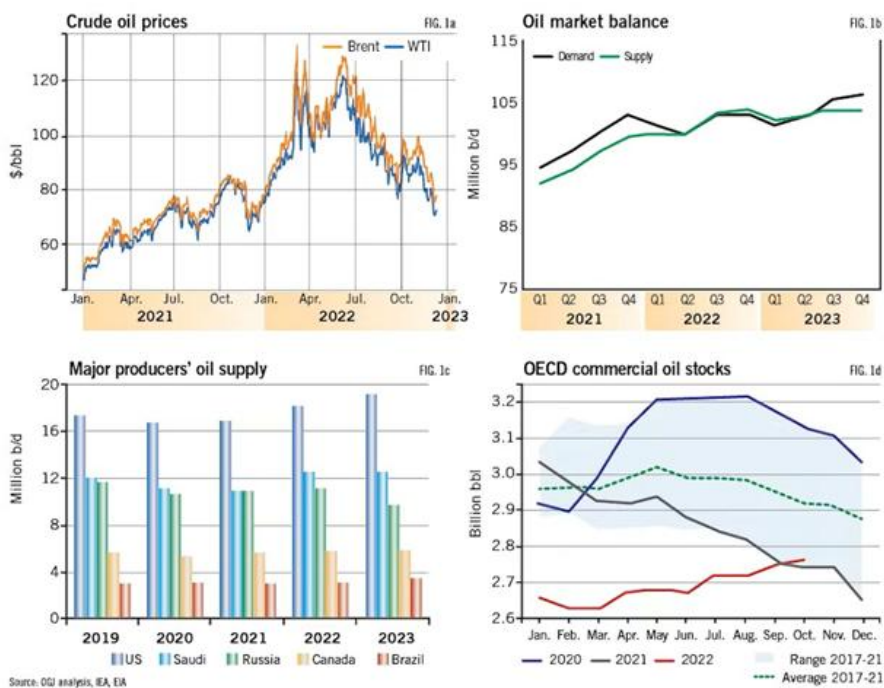 Crude oil prices
FIG. 1a
Brent WTI
$/bbl
120
100
80
60
Jan. Apr. Jul. Oct. Jan. Apr. Jul. Oct. Jan.
2021 2022 2023
Oil market balance
FIG. 1b
Demand Supply
Million b/d
115
105
95
85
75
Q1 Q2 Q3 Q4 Q1 Q2 Q3 Q4 Q1 Q2 Q3 Q4
2021 2022 2023
Major producers' oil supply
FIG. 1c
Million b/d
20
16
12
8
4
0
2019 2020 2021 2022 2023
US Saudi Russia Canada Brazil
OECD commercial oil stocks
FIG. 1d
Billion bbl
3.2
3.1
3.0
2.9
2.8
2.7
2.6
Jan. Feb. Mar. Apr. May Jun. Jul. Aug. Sep. Oct. Nov. Dec.
2020 2021 2022 Range 2017-21
Average 2017-21
Source: OGJ analysis, IEA, EIA